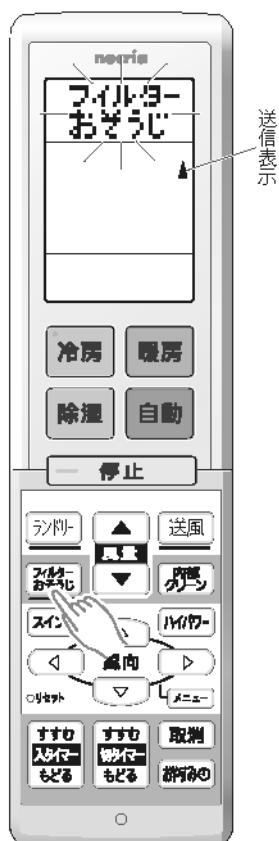 nocria
フィルター
おそうじ
送信表示
冷房
暖房
除湿
自動
停止
ランドリー
風量
送風
フィルター
おそうじ
内部
クリーン
スイン
ハイパワー
風向
リセット
メニュー
すすむ
入タイマー
もどる
すすむ
切タイマー
もどる
取消
おやすみ